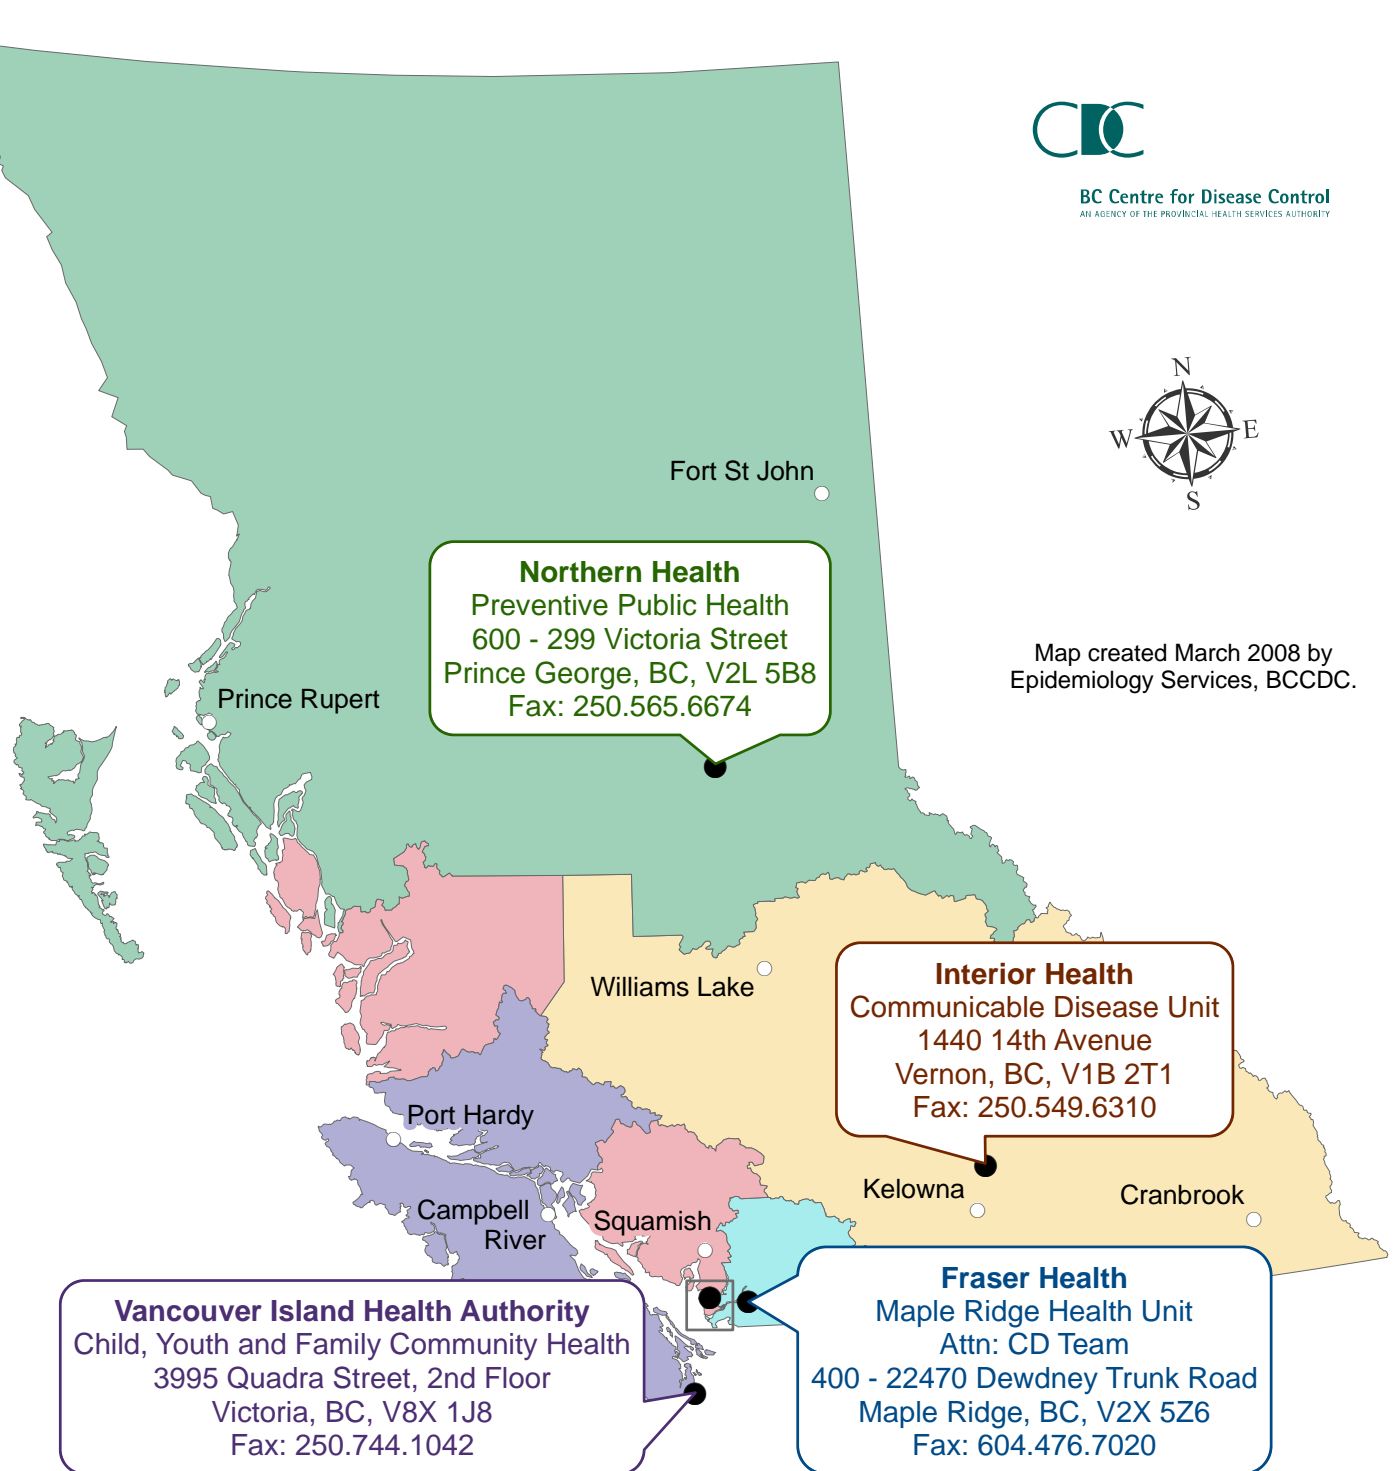 CDC
BC Centre for Disease Control
AN AGENCY OF THE PROVINCIAL HEALTH SERVICES AUTHORITY
N
W
E
S
Fort St John
Northern Health
Preventive Public Health
600 - 299 Victoria Street
Prince George, BC, V2L 5B8
Fax: 250.565.6674
Map created March 2008 by
Epidemiology Services, BCCDC.
Prince Rupert
Williams Lake
Interior Health
Communicable Disease Unit
1440 14th Avenue
Vernon, BC, V1B 2T1
Fax: 250.549.6310
Port Hardy
Kelowna
Cranbrook
Campbell
River
Squamish
Vancouver Island Health Authority
Child, Youth and Family Community Health
3995 Quadra Street, 2nd Floor
Victoria, BC, V8X 1J8
Fax: 250.744.1042
Fraser Health
Maple Ridge Health Unit
Attn: CD Team
400 - 22470 Dewdney Trunk Road
Maple Ridge, BC, V2X 5Z6
Fax: 604.476.7020